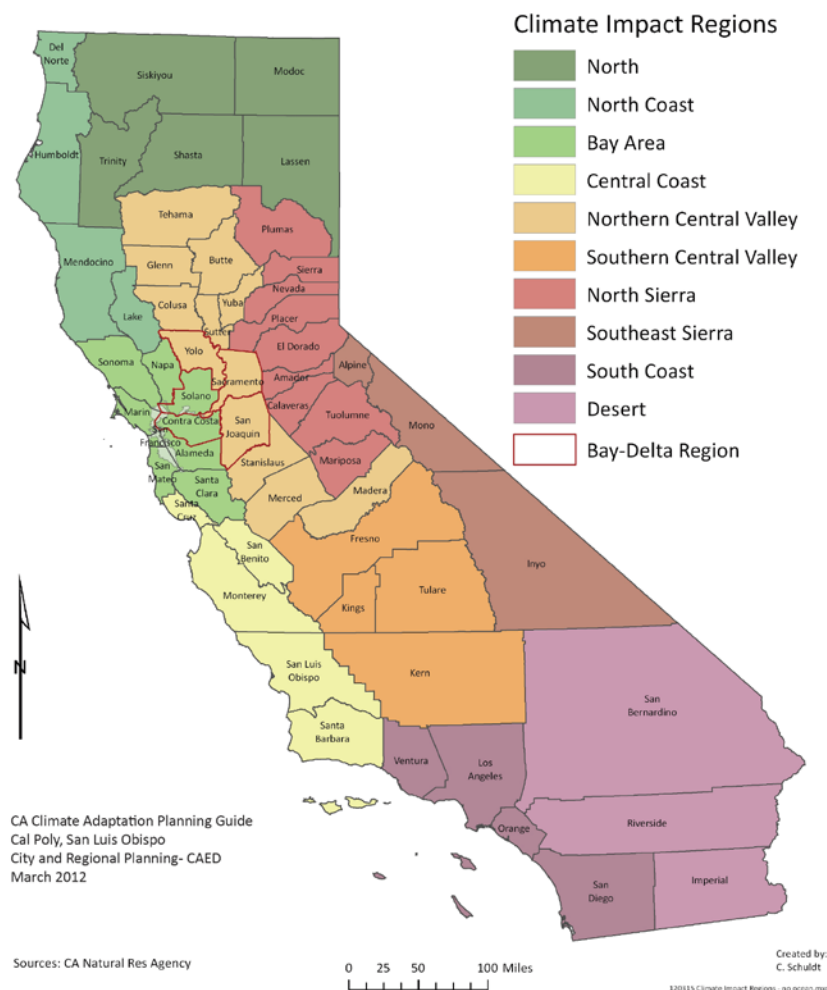 Climate Impact Regions
North
North Coast
Bay Area
Central Coast
Northern Central Valley
Southern Central Valley
North Sierra
Southeast Sierra
South Coast
Desert
Bay-Delta Region
Del
Norte
Siskiyou
Modoc
Humboldt
Trinity
Shasta
Lassen
Tehama
Plumas
Mendocino
Glenn
Butte
Sierra
Nevada
Lake
Colusa
Yuba
Placer
Sutter
Yolo
El Dorado
Sonoma
Napa
Sacramento
Alpine
Amador
Solano
Calaveras
Marin
Contra Costa
San
Joaquin
Tuolumne
Mono
San
Francisco
Alameda
Stanislaus
Mariposa
San
Mateo
Santa
Clara
Merced
Madera
Santa
Cruz
San
Benito
Fresno
Inyo
Monterey
Kings
Tulare
N
San Luis
Obispo
Kern
San
Bernardino
Santa
Barbara
Ventura
Los
Angeles
Orange
Riverside
San
Diego
Imperial
CA Climate Adaptation Planning Guide
Cal Poly, San Luis Obispo
City and Regional Planning- CAED
March 2012
Sources: CA Natural Res Agency
0 25 50 100 Miles
Created by:
C. Schuldt
120315 Climate Impact Regions - no ocean